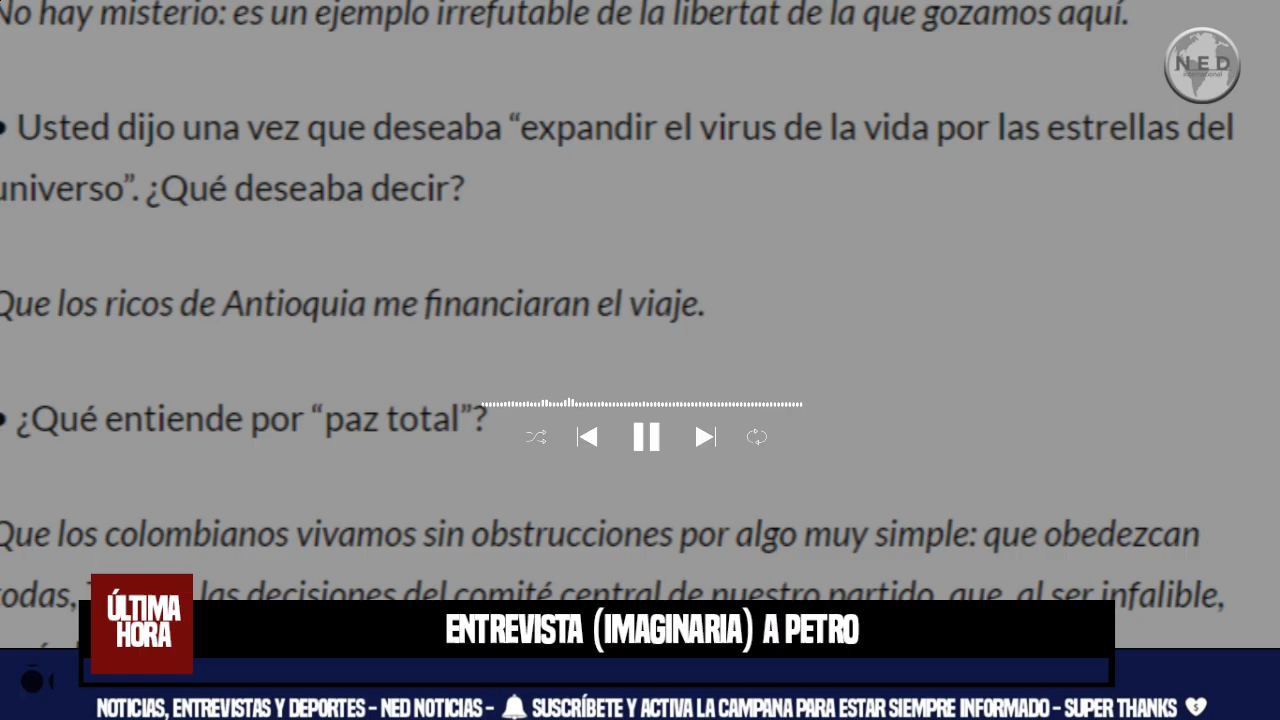 No hay misterio: es un ejemplo irrefutable de la libertat de la que gozamos aquí.
NED
international
• Usted dijo una vez que deseaba “expandir el virus de la vida por las estrellas del
universo”. ¿Qué deseaba decir?
Que los ricos de Antioquia me financiaran el viaje.
• ¿Qué entiende por “paz total”?
Que los colombianos vivamos sin obstrucciones por algo muy simple: que obedezcan
todas, las decisiones del comité central de nuestro partido, que, al ser infalible,
ÚLTIMA
HORA
ENTREVISTA (IMAGINARIA) A PETRO
NOTICIAS, ENTREVISTAS Y DEPORTES - NED NOTICIAS - SUSCRÍBETE Y ACTIVA LA CAMPANA PARA ESTAR SIEMPRE INFORMADO - SUPER THANKS